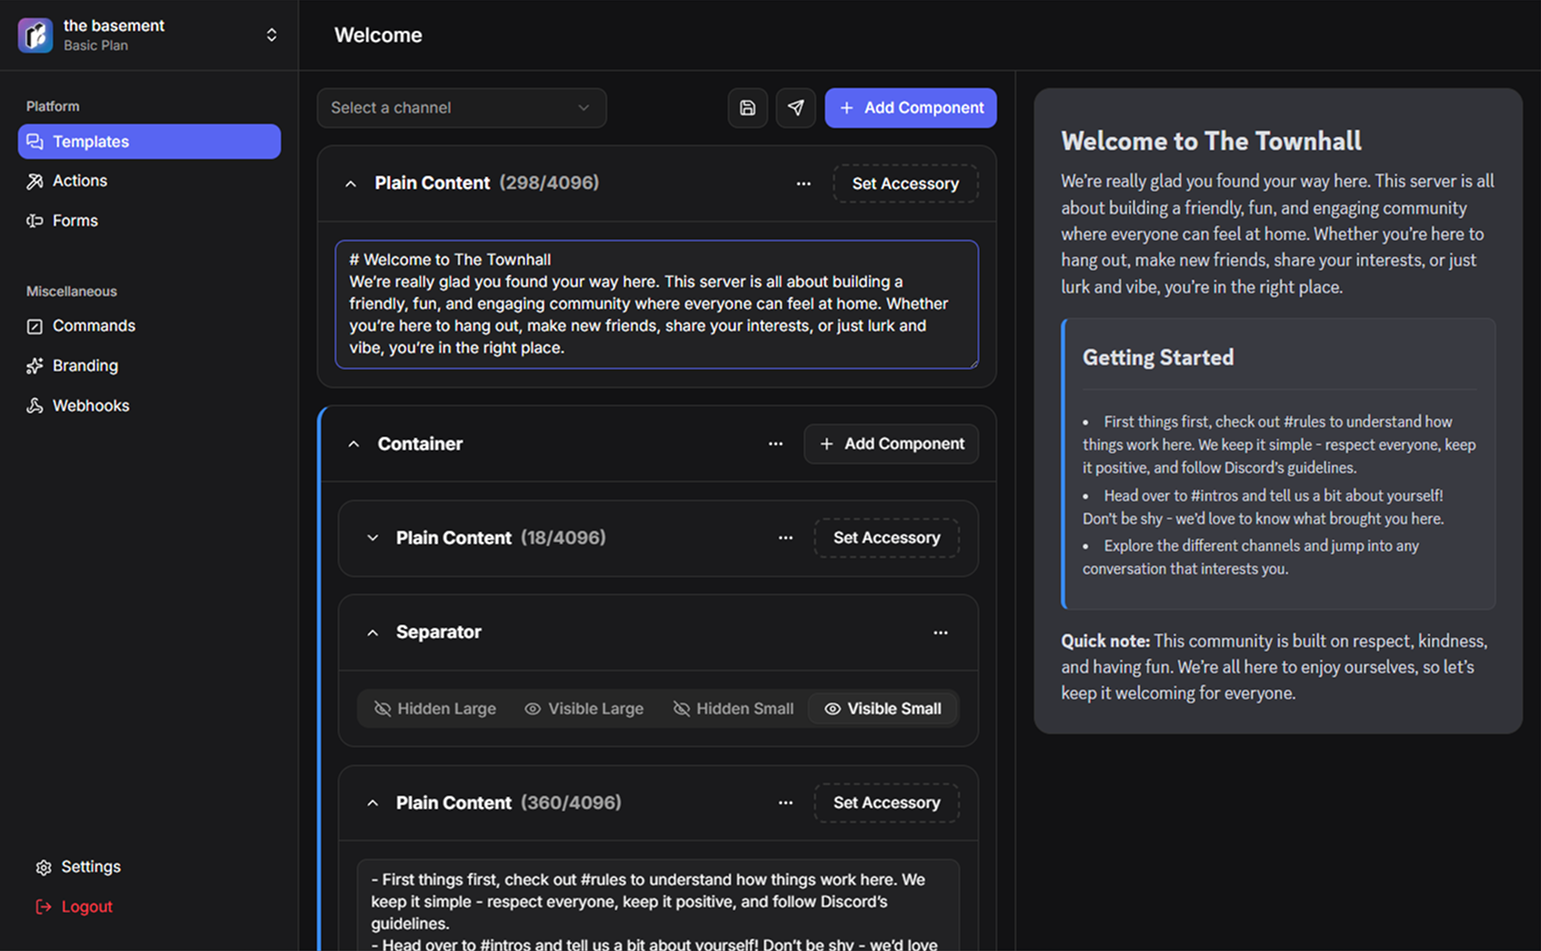 the basement
Basic Plan
Welcome
Platform
Templates
Actions
Forms
Miscellaneous
Commands
Branding
Webhooks
Settings
Logout
Select a channel
Add Component
Plain Content (298/4096)
Set Accessory
# Welcome to The Townhall
We're really glad you found your way here. This server is all about building a
friendly, fun, and engaging community where everyone can feel at home. Whether
you're here to hang out, make new friends, share your interests, or just lurk and
vibe, you're in the right place.
Container
Add Component
Plain Content (18/4096)
Set Accessory
Separator
Hidden Large
Visible Large
Hidden Small
Visible Small
Plain Content (360/4096)
Set Accessory
- First things first, check out #rules to understand how things work here. We
keep it simple - respect everyone, keep it positive, and follow Discord's
guidelines.
- Head over to #intros and tell us a bit about yourself! Don't be shy - we'd love
Welcome to The Townhall
We're really glad you found your way here. This server is all
about building a friendly, fun, and engaging community
where everyone can feel at home. Whether you're here to
hang out, make new friends, share your interests, or just
lurk and vibe, you're in the right place.
Getting Started
• First things first, check out #rules to understand how
things work here. We keep it simple - respect everyone, keep
it positive, and follow Discord's guidelines.
• Head over to #intros and tell us a bit about yourself!
Don't be shy - we'd love to know what brought you here.
• Explore the different channels and jump into any
conversation that interests you.
Quick note: This community is built on respect, kindness,
and having fun. We're all here to enjoy ourselves, so let's
keep it welcoming for everyone.